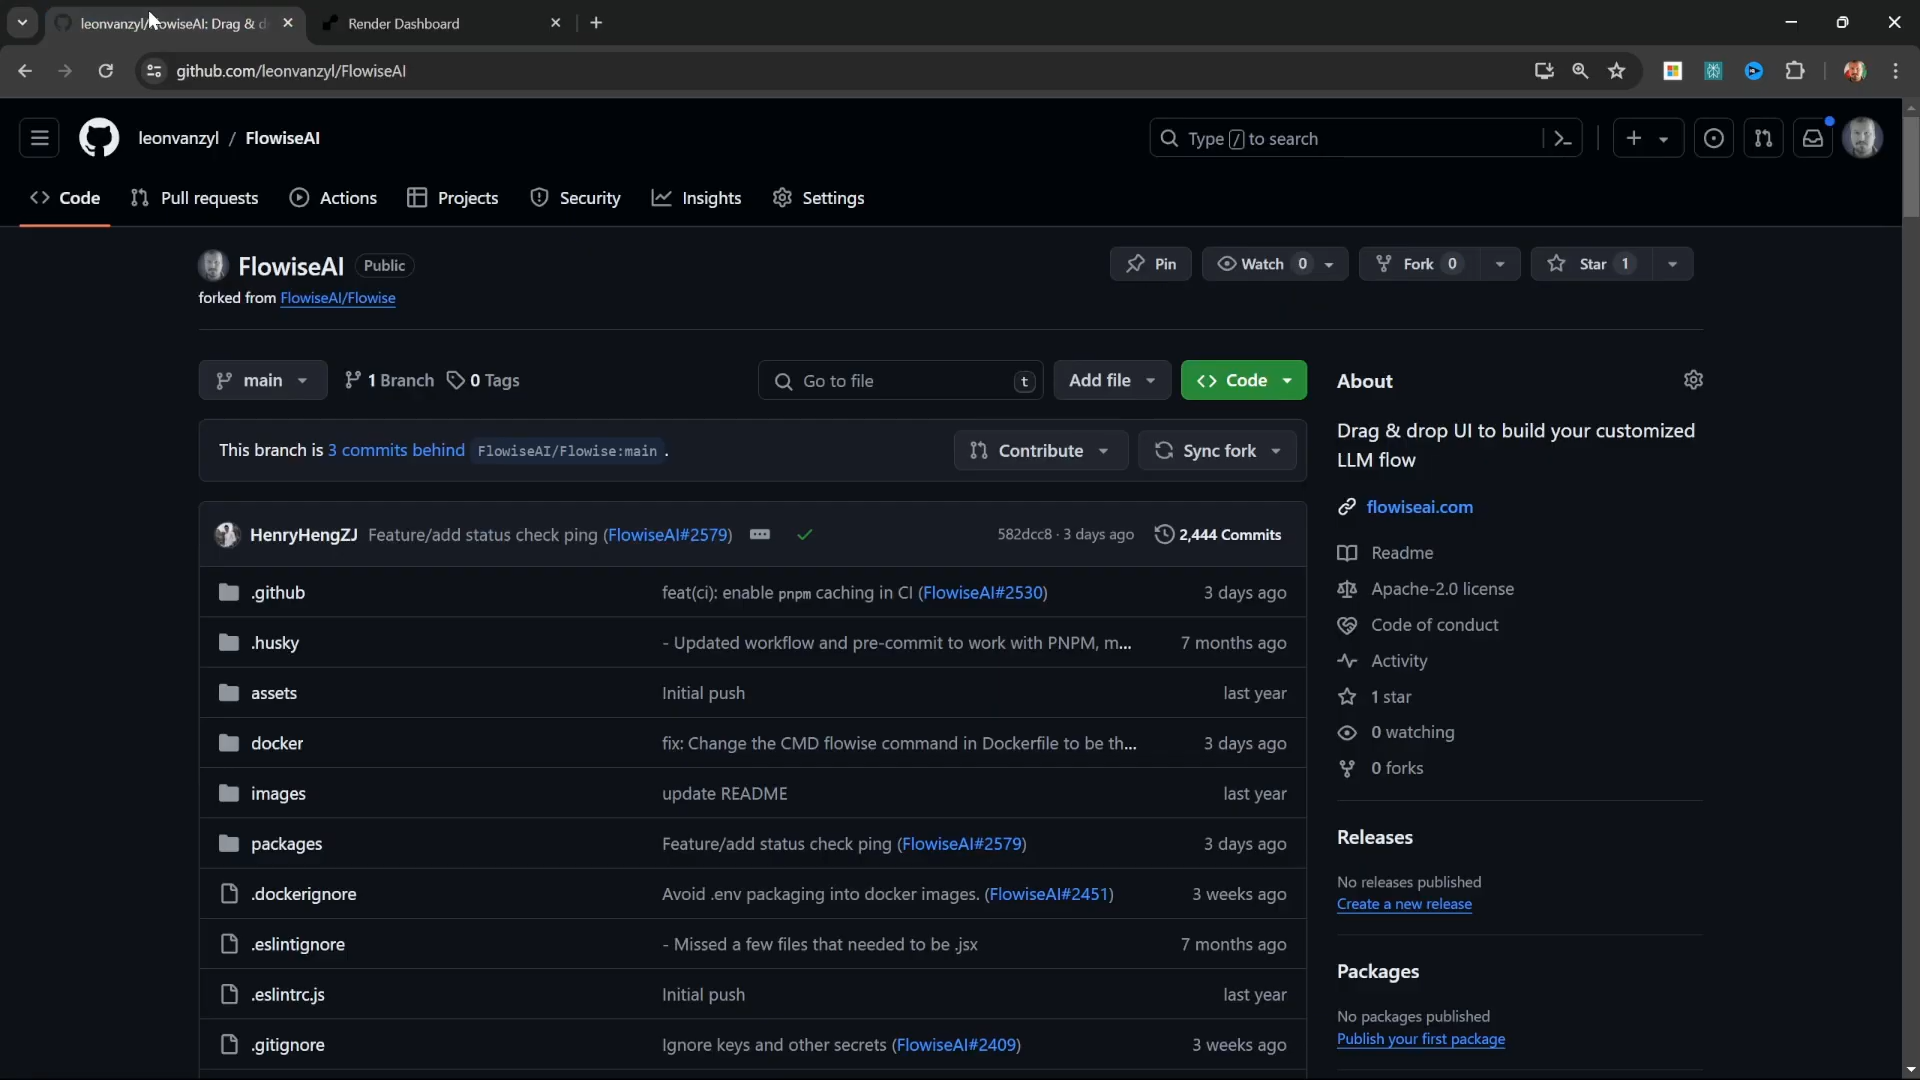 leonvanzyl/FlowiseAI: Drag & d
Render Dashboard
github.com/leonvanzyl/FlowiseAI
leonvanzyl / FlowiseAI
Type / to search
Code
Pull requests
Actions
Projects
Security
Insights
Settings
FlowiseAI
Public
Pin
Watch 0
Fork 0
Star 1
forked from FlowiseAI/Flowise
main
1 Branch
0 Tags
Go to file
t
Add file
Code
This branch is 3 commits behind FlowiseAI/Flowise:main .
Contribute
Sync fork
HenryHengZJ Feature/add status check ping (FlowiseAI#2579)
582dcc8 · 3 days ago
2,444 Commits
.github feat(ci): enable pnpm caching in CI (FlowiseAI#2530) 3 days ago
.husky - Updated workflow and pre-commit to work with PNPM, m... 7 months ago
assets Initial push last year
docker fix: Change the CMD flowise command in Dockerfile to be th... 3 days ago
images update README last year
packages Feature/add status check ping (FlowiseAI#2579) 3 days ago
.dockerignore Avoid .env packaging into docker images. (FlowiseAI#2451) 3 weeks ago
.eslintignore - Missed a few files that needed to be .jsx 7 months ago
.eslintrc.js Initial push last year
.gitignore Ignore keys and other secrets (FlowiseAI#2409) 3 weeks ago
About
Drag & drop UI to build your customized
LLM flow
flowiseai.com
Readme
Apache-2.0 license
Code of conduct
Activity
1 star
0 watching
0 forks
Releases
No releases published
Create a new release
Packages
No packages published
Publish your first package